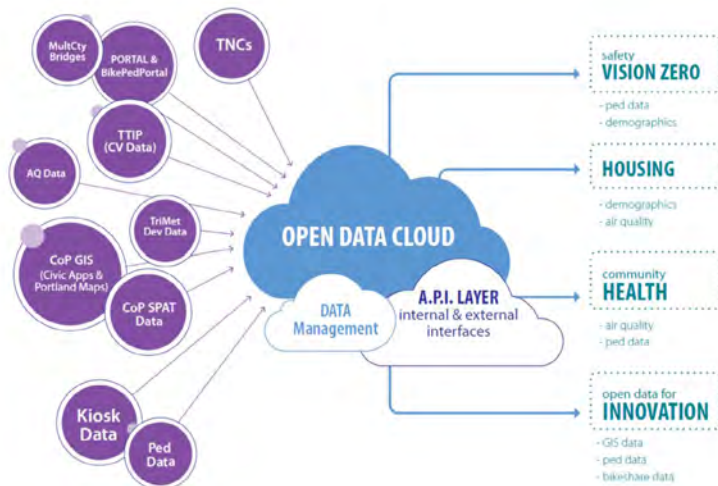 MultCty
Bridges
PORTAL &
BikePedPortal
TNCs
TTIP
(CV Data)
AQ Data
TriMet
Dev Data
CoP GIS
(Civic Apps &
Portland Maps)
CoP SPAT
Data
Kiosk
Data
Ped
Data
OPEN DATA CLOUD
DATA
Management
A.P.I. LAYER
internal & external
interfaces
safety
VISION ZERO
- ped data
- demographics
HOUSING
- demographics
- air quality
community
HEALTH
- air quality
- ped data
open data for
INNOVATION
- GIS data
- ped data
- bikeshare data